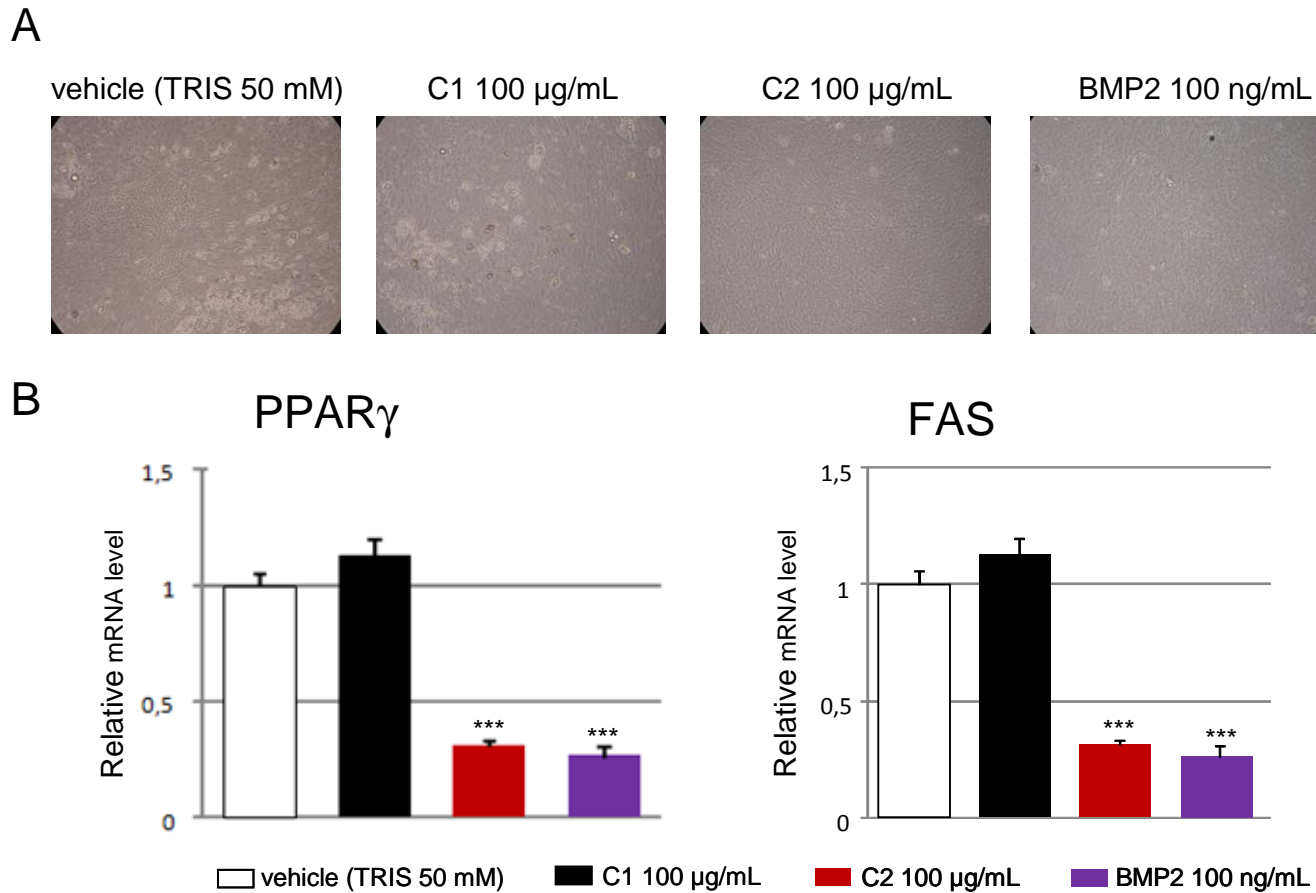 A
vehicle (TRIS 50 mM) C1 100 µg/mL C2 100 µg/mL BMP2 100 ng/mL
B
PPARγ
1,5
1
0,5
0
Relative mRNA level
***
***
FAS
1,5
1
0,5
0
Relative mRNA level
***
***
vehicle (TRIS 50 mM) C1 100 µg/mL C2 100 µg/mL BMP2 100 ng/mL